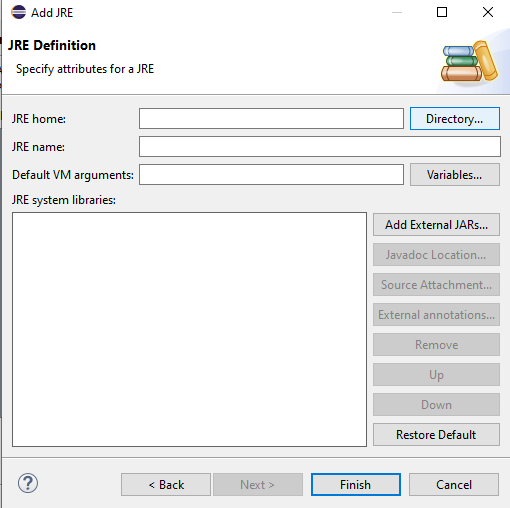 Add JRE
JRE Definition
Specify attributes for a JRE
JRE home:
Directory...
JRE name:
Default VM arguments:
Variables...
JRE system libraries:
Add External JARs...
Javadoc Location...
Source Attachment...
External annotations...
Remove
Up
Down
Restore Default
?
< Back
Next >
Finish
Cancel